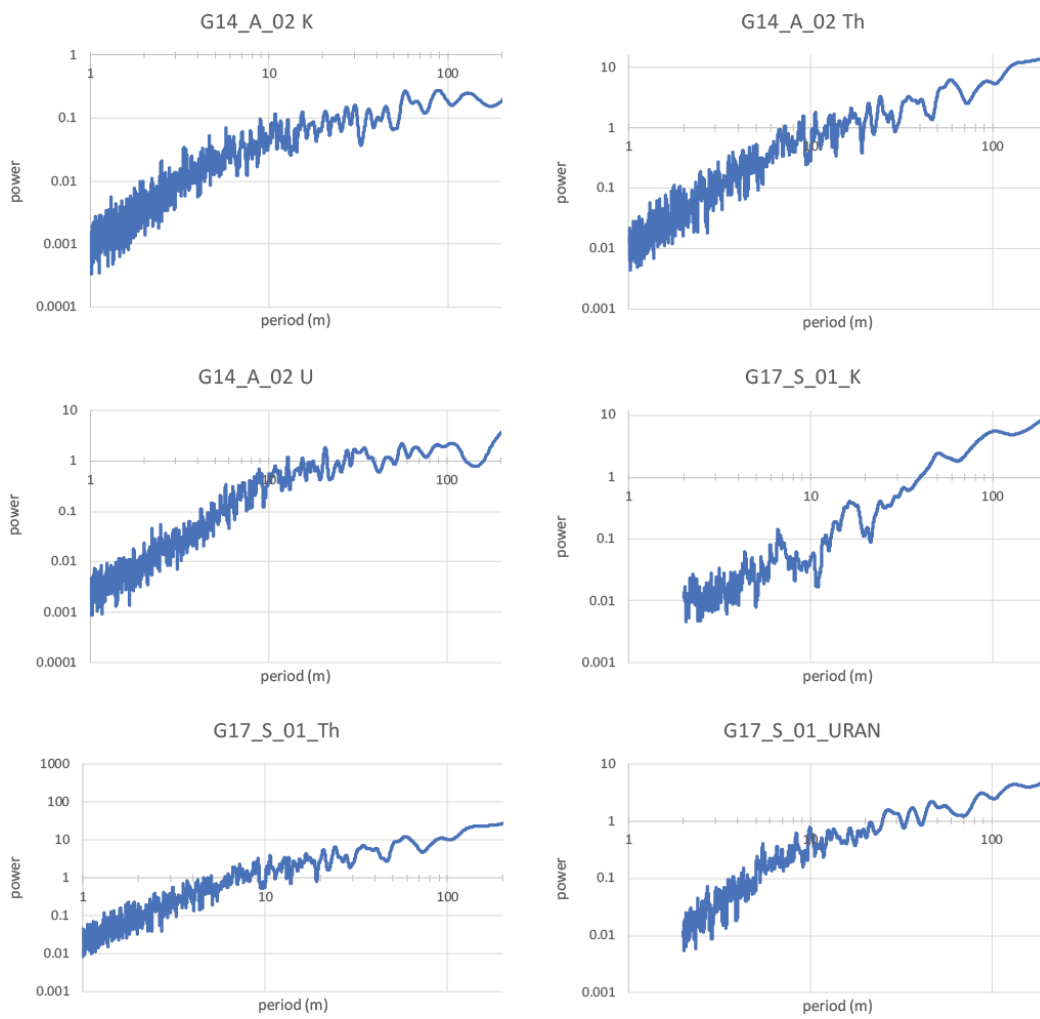 G14_A_02 K
1
1
10
100
0.1
0.01
0.001
0.0001
power
period (m)
G14_A_02 Th
10
1
1
10
100
0.1
0.01
0.001
power
period (m)
G14_A_02 U
10
1
1
10
100
0.1
0.01
0.001
0.0001
power
period (m)
G17_S_01_K
10
1
1
10
100
0.1
0.01
0.001
power
period (m)
G17_S_01_Th
1000
100
10
1
1
10
100
0.1
0.01
0.001
power
period (m)
G17_S_01_URAN
10
1
1
10
100
0.1
0.01
0.001
power
period (m)